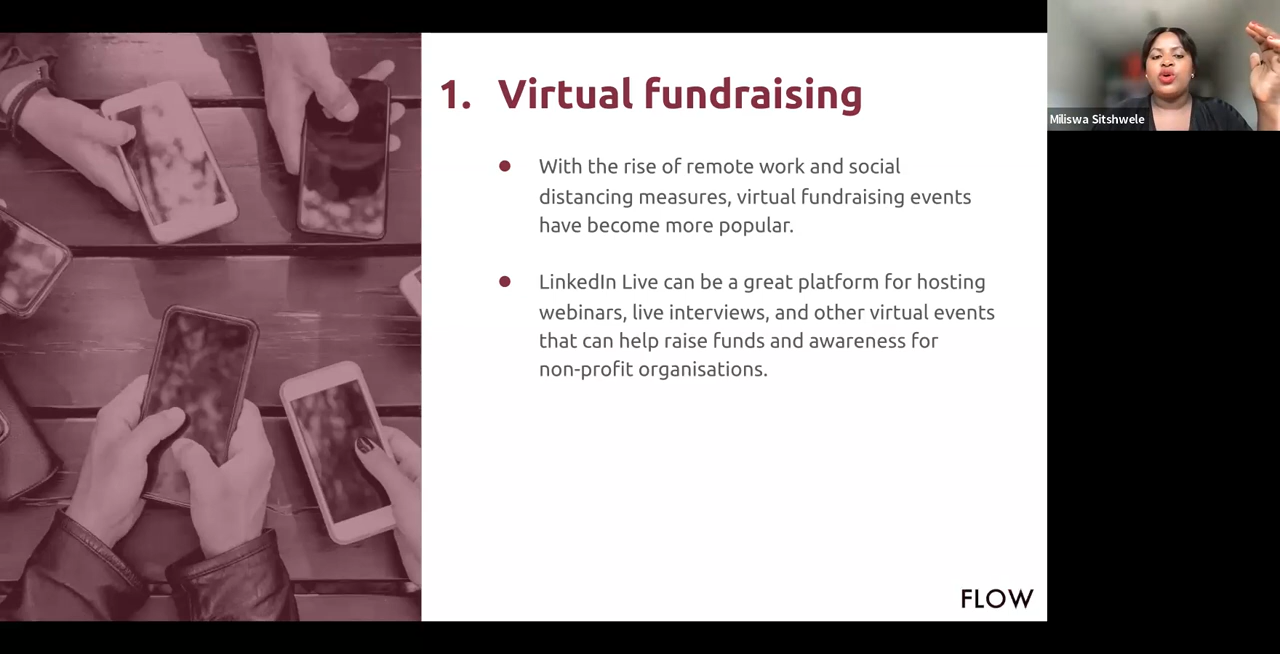 1. Virtual fundraising
● With the rise of remote work and social
distancing measures, virtual fundraising events
have become more popular.
● LinkedIn Live can be a great platform for hosting
webinars, live interviews, and other virtual events
that can help raise funds and awareness for
non-profit organisations.
FLOW
Miliswa Sitshwele